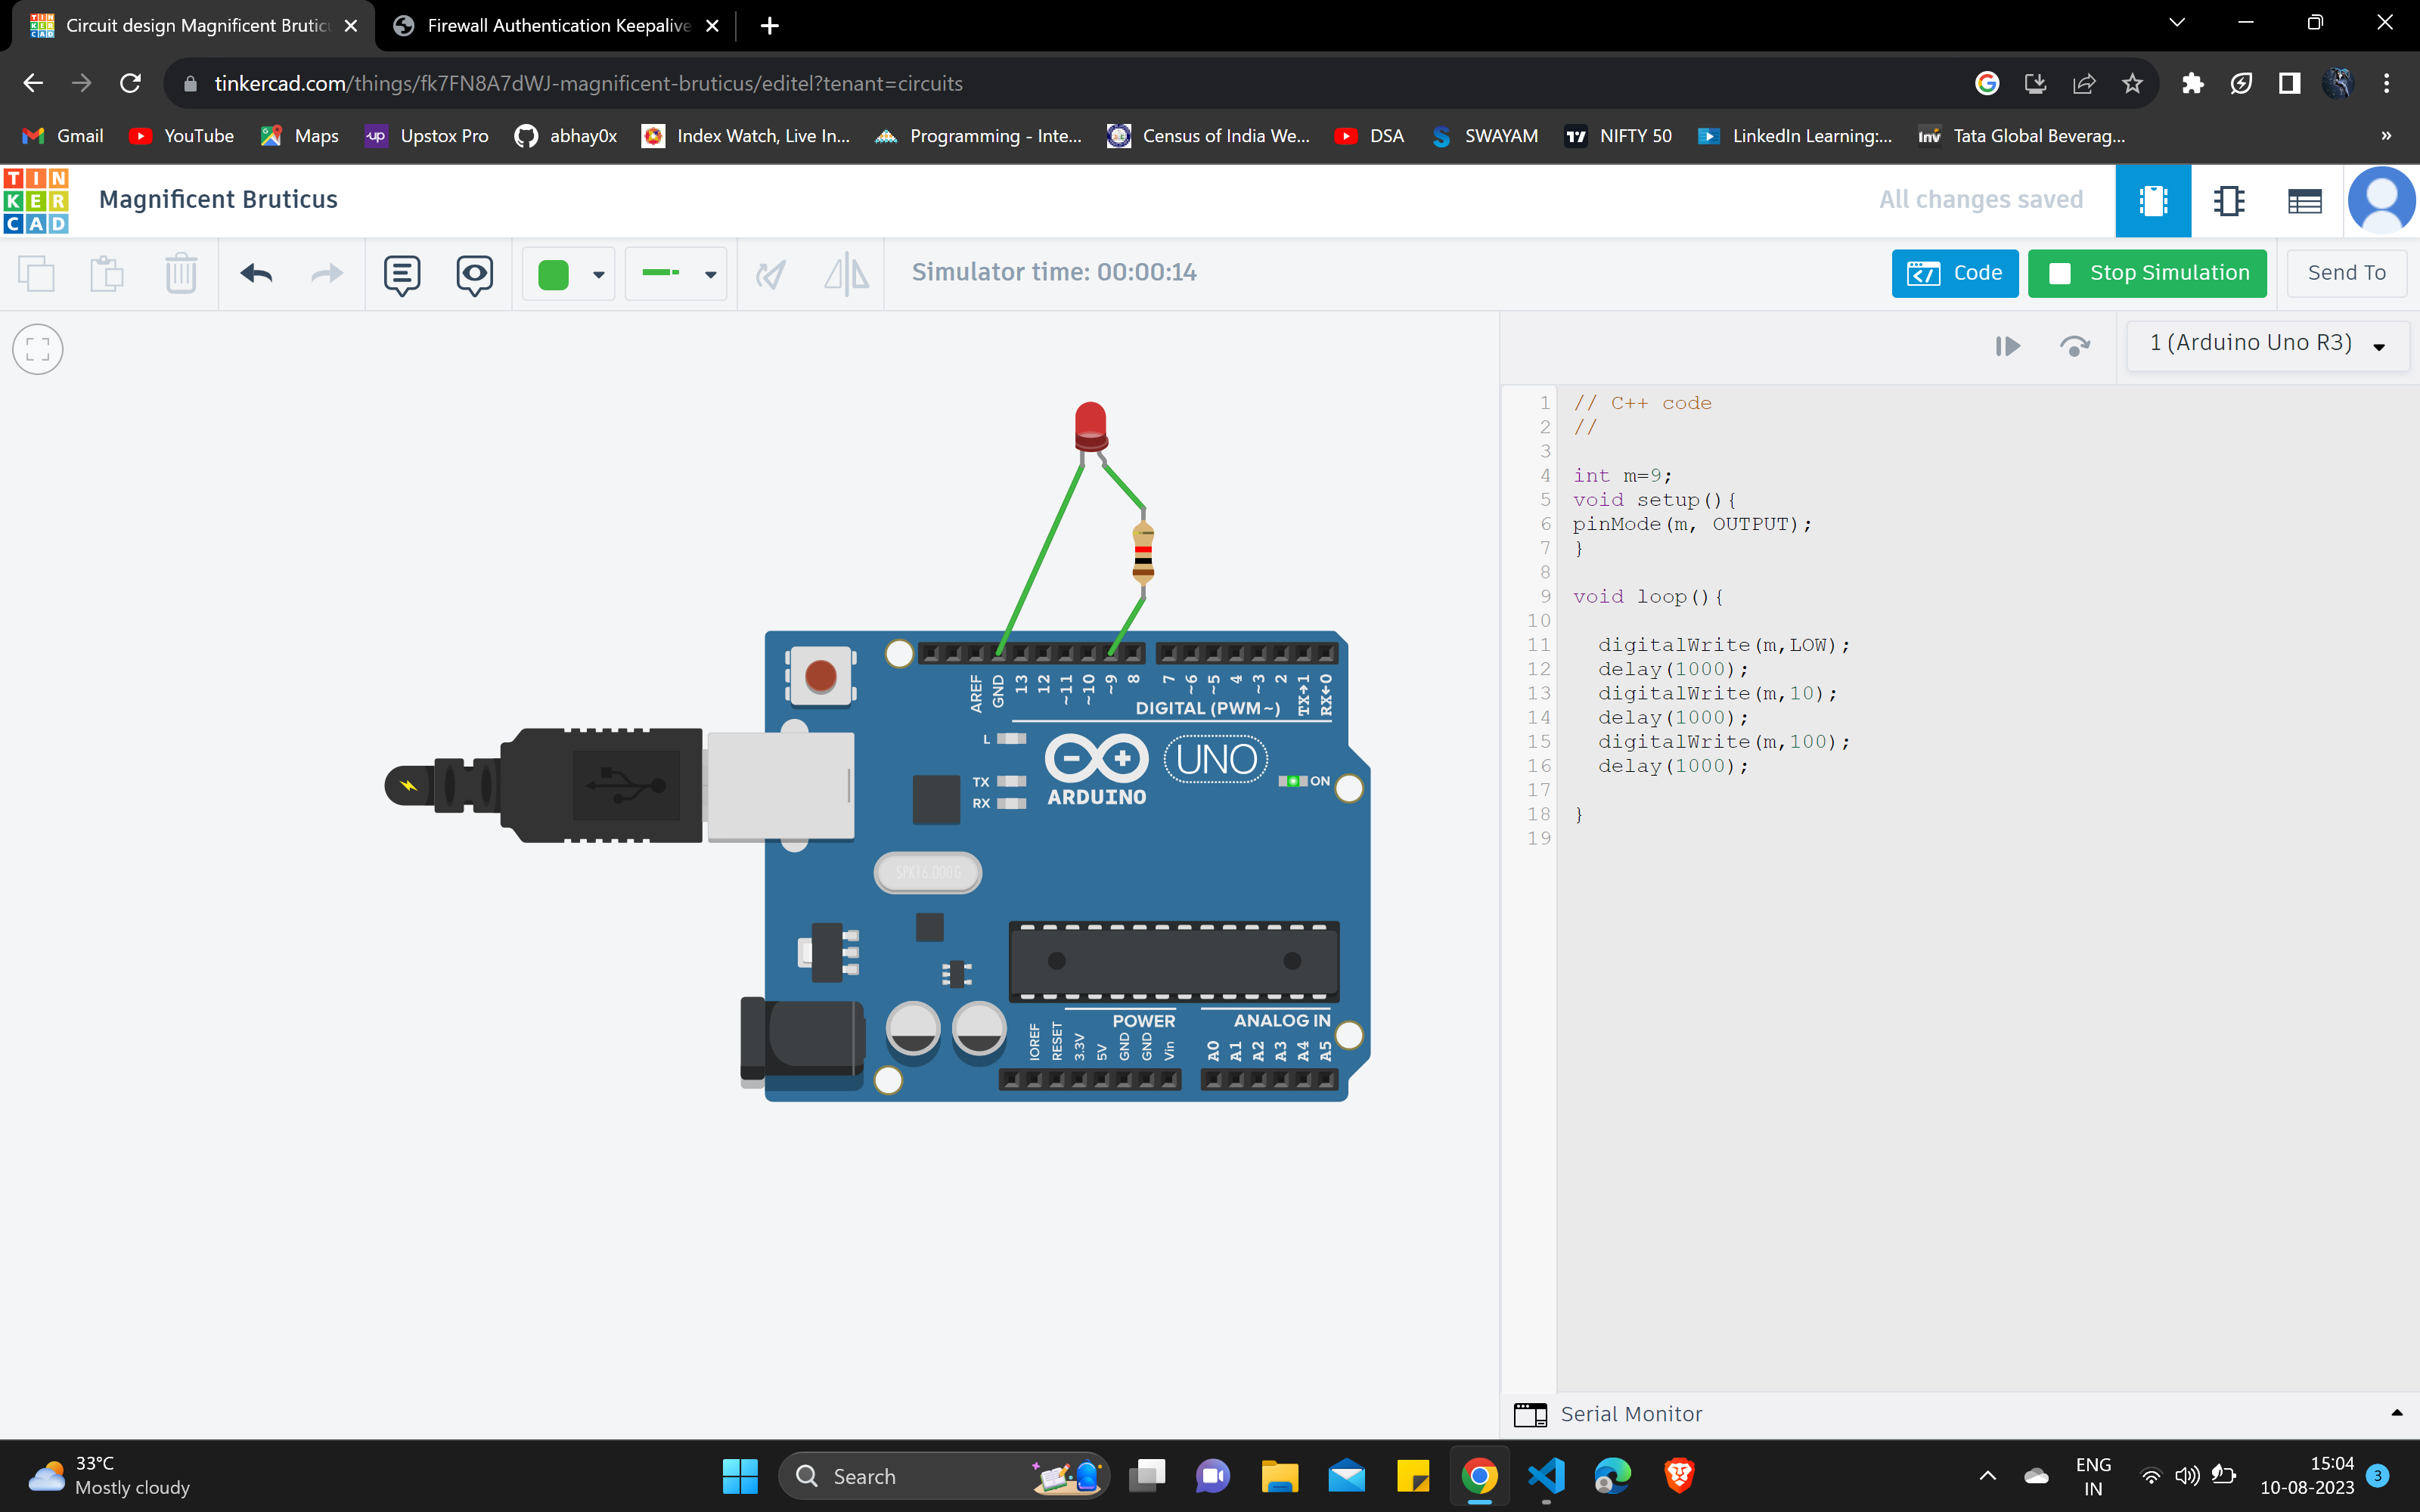 Circuit design Magnificent Brutic
Firewall Authentication Keepalive
tinkercad.com/things/fk7FN8A7dWJ-magnificent-bruticus/editel?tenant=circuits
Gmail YouTube Maps Upstox Pro abhay0x Index Watch, Live In... Programming - Inte... Census of India We... DSA SWAYAM NIFTY 50 LinkedIn Learning:... Tata Global Beverag... »
TIN
KER
CAD
Magnificent Bruticus
All changes saved
Simulator time: 00:00:14
Code
Stop Simulation
Send To
1 (Arduino Uno R3)
1 // C++ code
2 //
3
4 int m=9;
5 void setup(){
6 pinMode(m, OUTPUT);
7 }
8
9 void loop(){
10
11 digitalWrite(m,LOW);
12 delay(1000);
13 digitalWrite(m,10);
14 delay(1000);
15 digitalWrite(m,100);
16 delay(1000);
17
18 }
19
AREF GND 13 12 ~11 ~10 ~9 8 7 ~6 ~5 4 ~3 2 TX→1 RX←0
DIGITAL (PWM~)
L
TX
RX
ARDUINO
UNO
ON
SPK16.000G
POWER
ANALOG IN
IOREF RESET 3.3V 5V GND GND Vin A0 A1 A2 A3 A4 A5
Serial Monitor
33°C
Mostly cloudy
Search
ENG
IN
15:04
10-08-2023
3